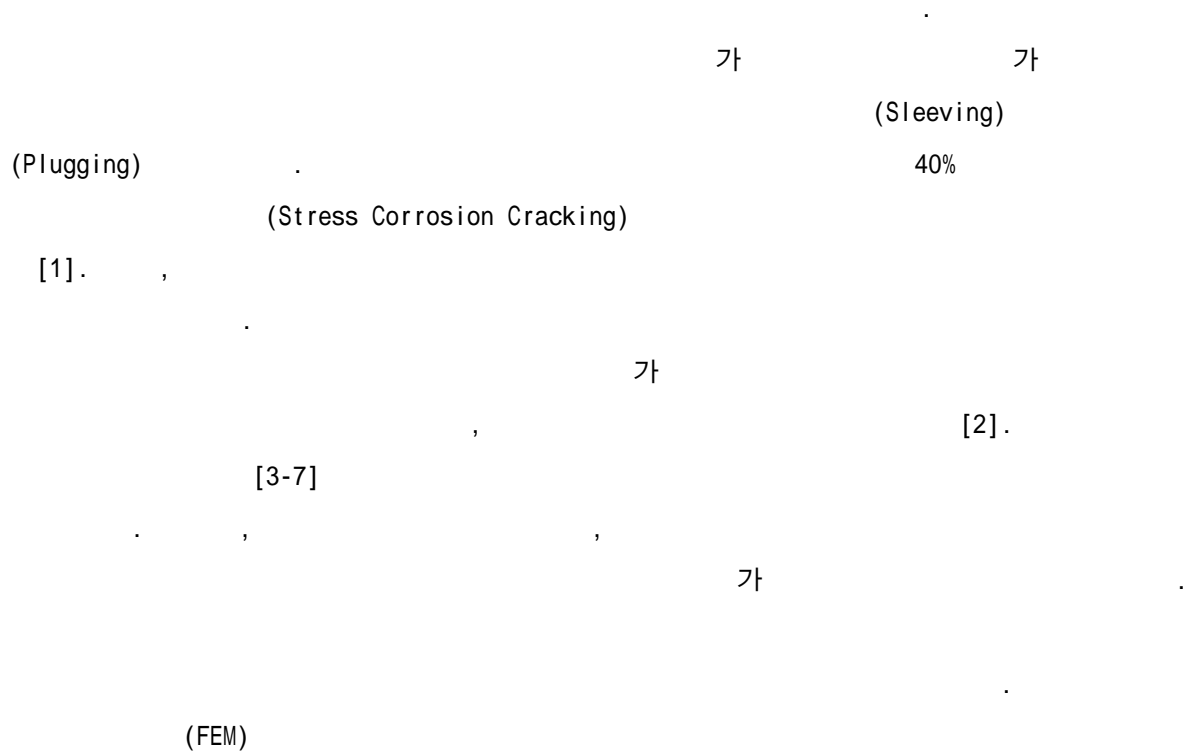 .
가 가
(Sleeving)
(Plugging) . 40%
(Stress Corrosion Cracking)
[1]. ,
.
가
, [2].
[3-7]
. , ,
가 .
.
(FEM)